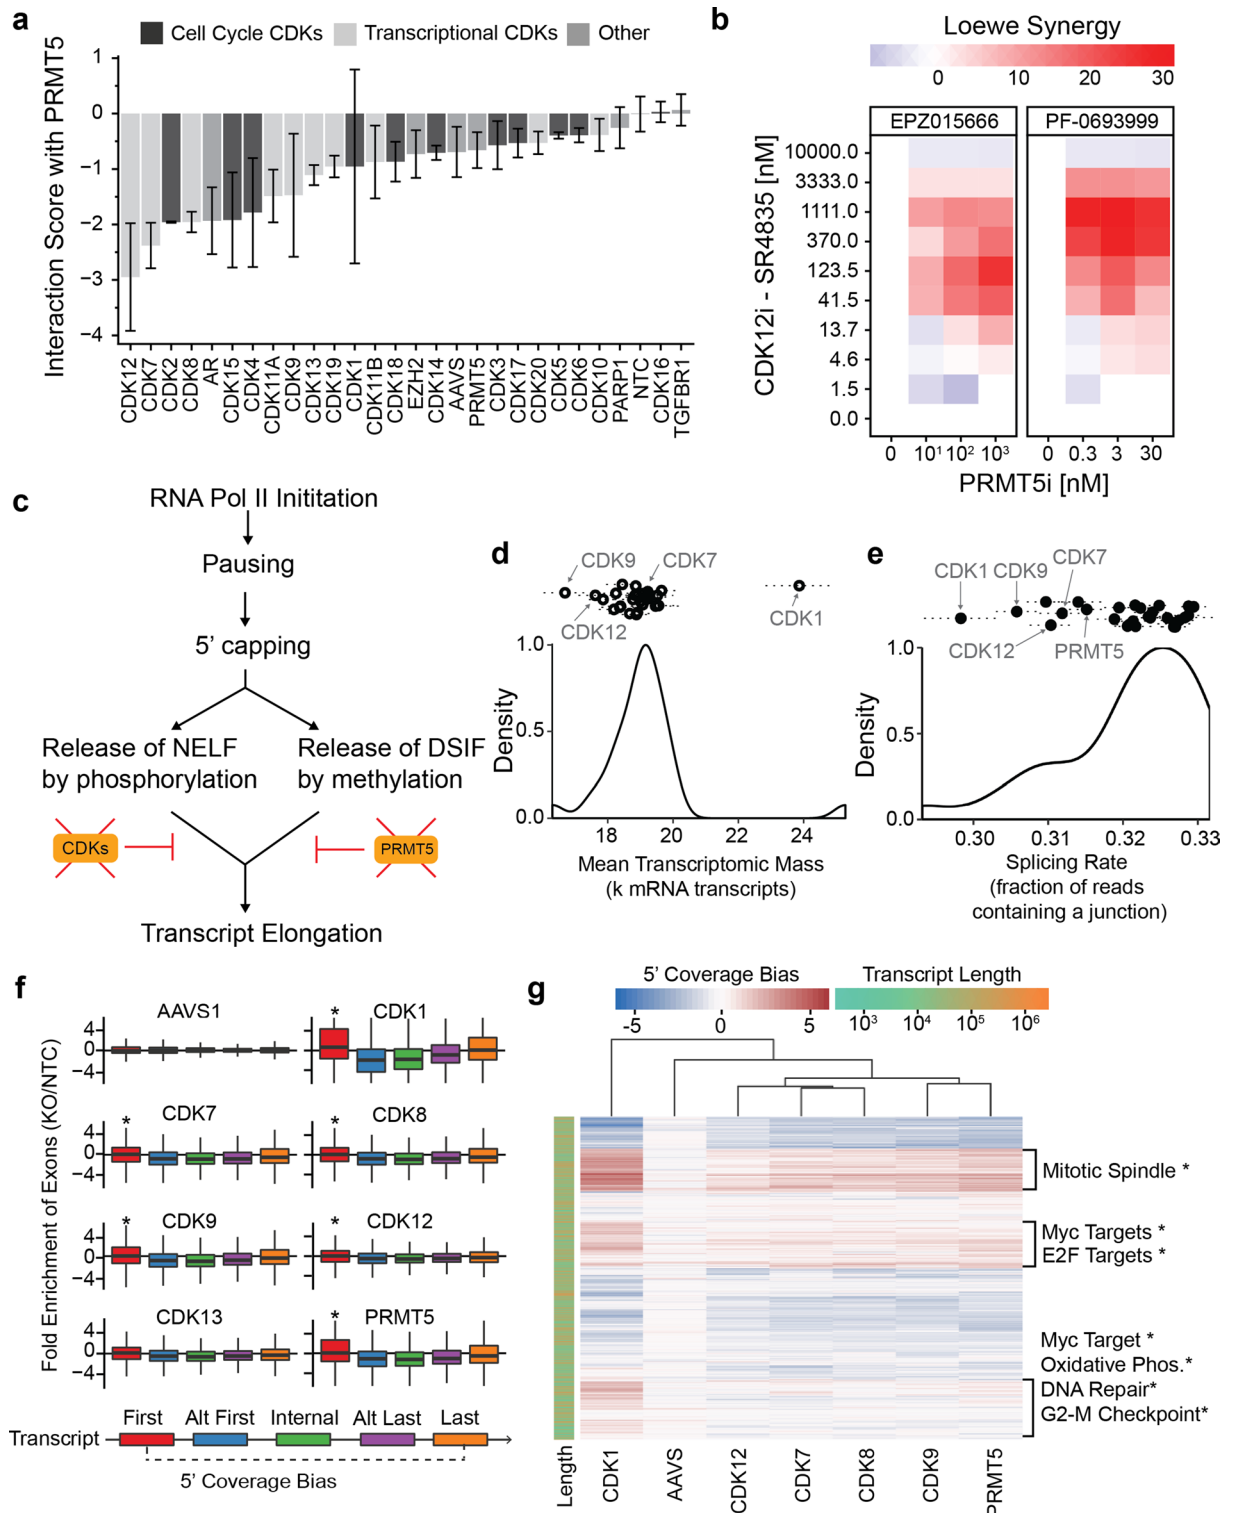 a
Cell Cycle CDKs
Transcriptional CDKs
Other
Interaction Score with PRMT5
1
0
−1
−2
−3
−4
CDK12
CDK7
CDK2
CDK8
AR
CDK15
CDK4
CDK11A
CDK9
CDK13
CDK19
CDK1
CDK11B
CDK18
EZH2
CDK14
AAVS
PRMT5
CDK3
CDK17
CDK20
CDK5
CDK6
CDK10
PARP1
NTC
CDK16
TGFBR1
b
Loewe Synergy
0 10 20 30
EPZ015666
PF-0693999
CDK12i - SR4835 [nM]
10000.0
3333.0
1111.0
370.0
123.5
41.5
13.7
4.6
1.5
0.0
0 10¹ 10² 10³
0 0.3 3 30
PRMT5i [nM]
c
RNA Pol II Inititation
Pausing
5’ capping
Release of NELF
by phosphorylation
Release of DSIF
by methylation
CDKs
PRMT5
Transcript Elongation
d
CDK9
CDK7
CDK12
CDK1
Density
1.0
0.5
0.0
18 20 22 24
Mean Transcriptomic Mass
(k mRNA transcripts)
e
CDK7
CDK1
CDK9
CDK12
PRMT5
Density
1.0
0.5
0.0
0.30 0.31 0.32 0.33
Splicing Rate
(fraction of reads
containing a junction)
f
Fold Enrichment of Exons (KO/NTC)
AAVS1
4
0
−4
* CDK1
CDK7
*
4
0
−4
CDK8
*
CDK9
*
4
0
−4
CDK12
*
CDK13
4
0
−4
PRMT5
*
First
Alt First
Internal
Alt Last
Last
Transcript
5’ Coverage Bias
g
5’ Coverage Bias
-5 0 5
Transcript Length
10³ 10⁴ 10⁵ 10⁶
Mitotic Spindle *
Myc Targets *
E2F Targets *
Myc Target *
Oxidative Phos.*
DNA Repair*
G2-M Checkpoint*
Length
CDK1
AAVS
CDK12
CDK7
CDK8
CDK9
PRMT5